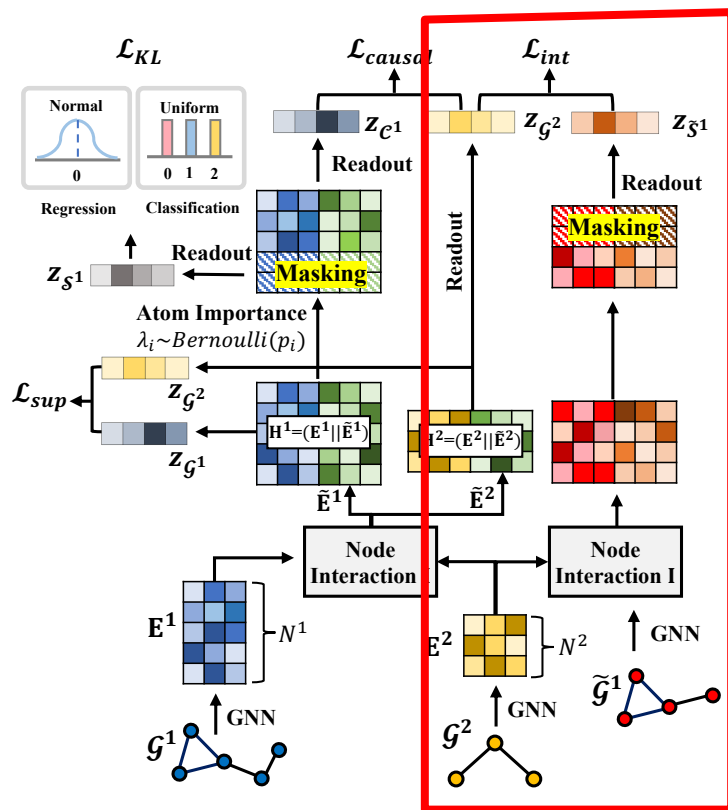 𝓛_KL
𝓛_causal
𝓛_int
Normal
0
Uniform
0 1 2
Regression
Classification
z_𝒞¹
z_𝒢²
z_𝒮̃¹
Readout
Readout
Readout
Readout
Masking
Masking
z_𝒮¹
Atom Importance
λᵢ~Bernoulli(pᵢ)
𝓛_sup
z_𝒢²
z_𝒢¹
H¹=(E¹||Ẽ¹)
H²=(E²||Ẽ²)
Ẽ¹
Ẽ²
Node
Interaction
Node
Interaction I
E¹
N¹
E²
N²
GNN
GNN
GNN
𝒢¹
𝒢²
𝒢̃¹